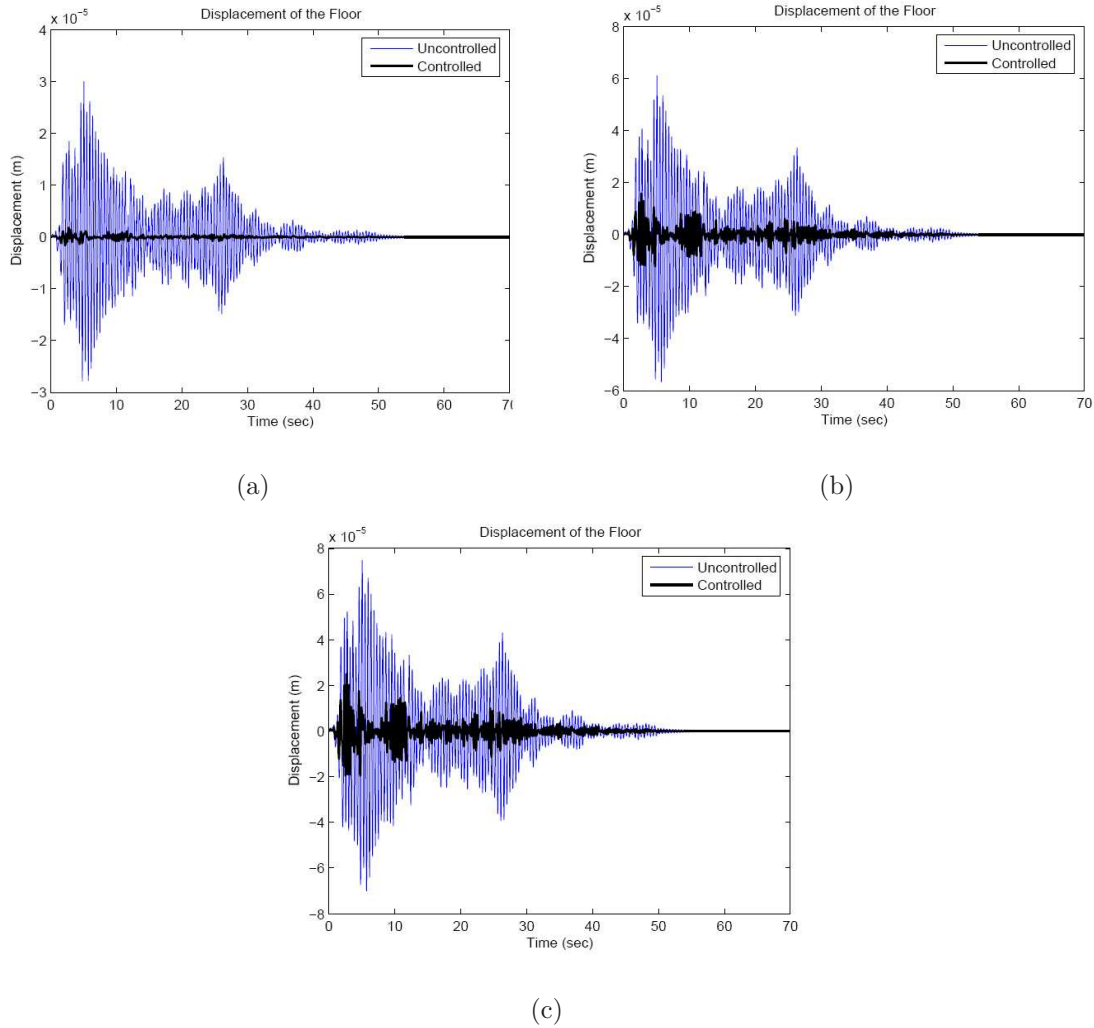 Displacement of the Floor
x 10⁻⁵
Uncontrolled
Controlled
Displacement (m)
4
3
2
1
0
−1
−2
−3
0 10 20 30 40 50 60 70
Time (sec)
(a)
Displacement of the Floor
x 10⁻⁵
Uncontrolled
Controlled
Displacement (m)
8
6
4
2
0
−2
−4
−6
0 10 20 30 40 50 60 70
Time (sec)
(b)
Displacement of the Floor
x 10⁻⁵
Uncontrolled
Controlled
Displacement (m)
8
6
4
2
0
−2
−4
−6
−8
0 10 20 30 40 50 60 70
Time (sec)
(c)